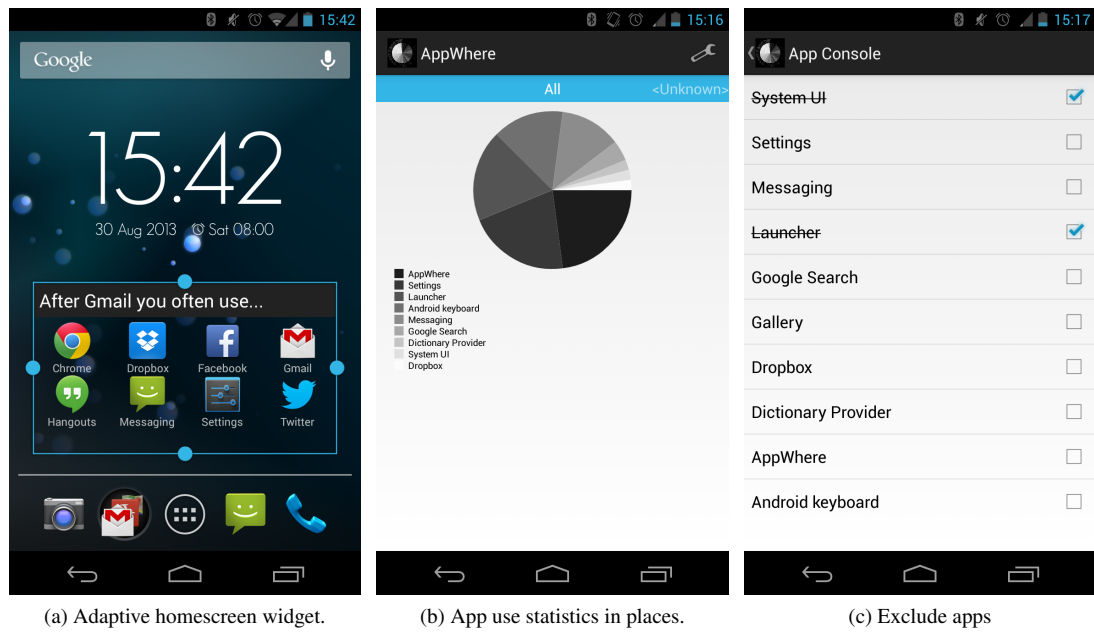 15:42
Google
15:42
30 Aug 2013 Sat 08:00
After Gmail you often use...
Chrome Dropbox Facebook Gmail
Hangouts Messaging Settings Twitter
(a) Adaptive homescreen widget.
15:16
AppWhere
All <Unknown>
AppWhere
Settings
Launcher
Android keyboard
Messaging
Google Search
Dictionary Provider
System UI
Dropbox
(b) App use statistics in places.
15:17
App Console
System UI
Settings
Messaging
Launcher
Google Search
Gallery
Dropbox
Dictionary Provider
AppWhere
Android keyboard
(c) Exclude apps